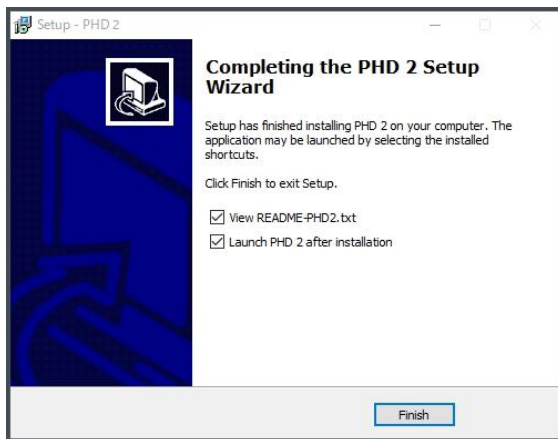 Setup - PHD 2
Completing the PHD 2 Setup
Wizard
Setup has finished installing PHD 2 on your computer. The
application may be launched by selecting the installed
shortcuts.
Click Finish to exit Setup.
View README-PHD2.txt
Launch PHD 2 after installation
Finish